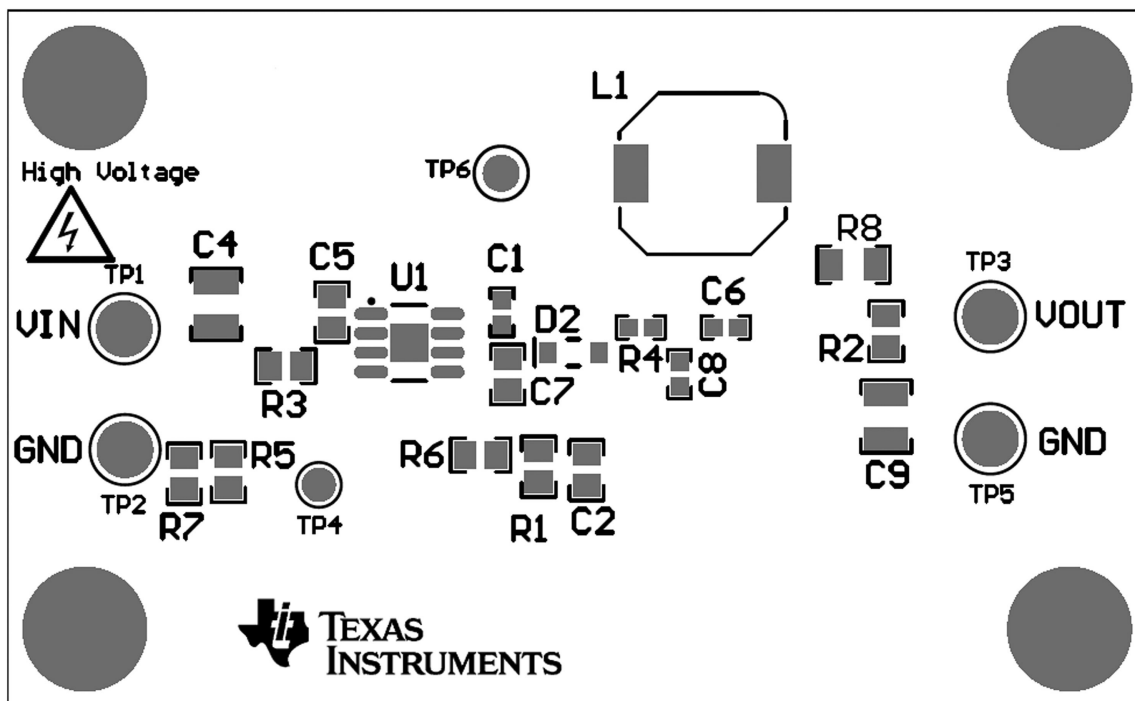 L1
High Voltage
TP6
C4
C5
U1
C1
R8
TP1
TP3
VIN
D2
C6
VOUT
R4
C8
R2
R3
C7
GND
R5
R6
GND
TP2
R7
TP4
R1
C2
C9
TP5
TEXAS
INSTRUMENTS